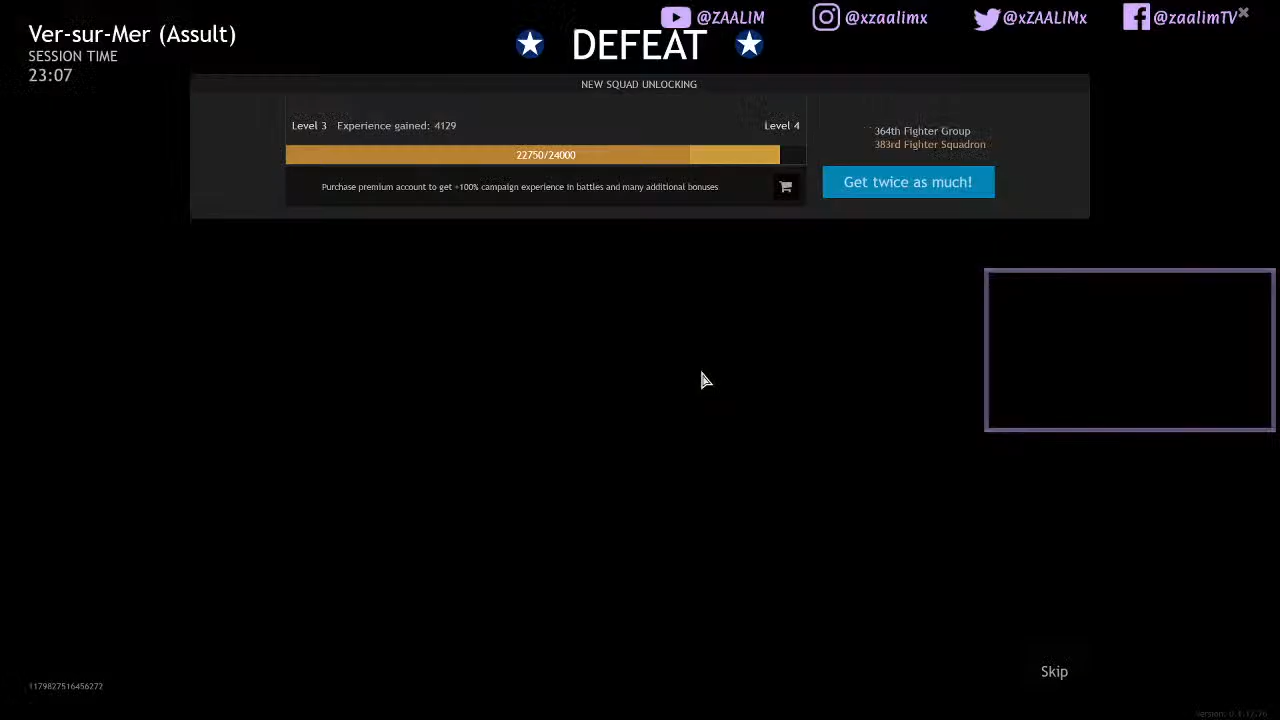 @ZAALIM
@xzaalimx
@xZAALIMx
@zaalimTV
Ver-sur-Mer (Assult)
SESSION TIME
23:07
DEFEAT
NEW SQUAD UNLOCKING
Level 3 Experience gained: 4129
Level 4
22750/24000
Purchase premium account to get +100% campaign experience in battles and many additional bonuses
364th Fighter Group
383rd Fighter Squadron
Get twice as much!
Skip